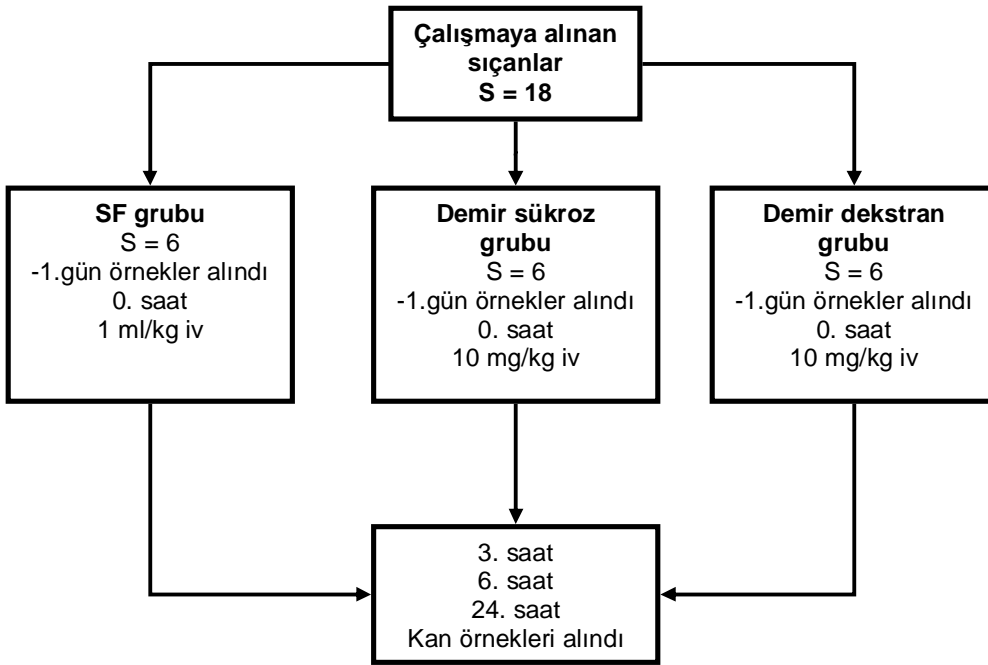 Çalışmaya alınan
sıçanlar
S = 18
SF grubu
S = 6
-1.gün örnekler alındı
0. saat
1 ml/kg iv
Demir sükroz
grubu
S = 6
-1.gün örnekler alındı
0. saat
10 mg/kg iv
Demir dekstran
grubu
S = 6
-1.gün örnekler alındı
0. saat
10 mg/kg iv
3. saat
6. saat
24. saat
Kan örnekleri alındı